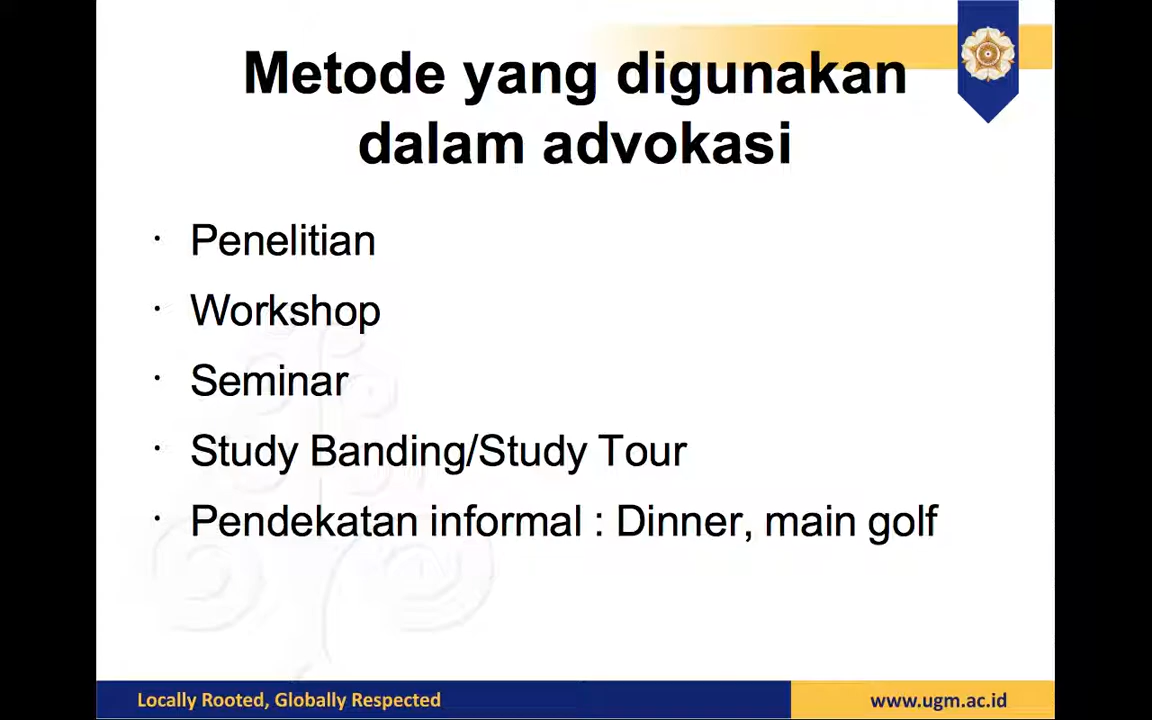 Metode yang digunakan
dalam advokasi
· Penelitian
· Workshop
· Seminar
· Study Banding/Study Tour
· Pendekatan informal : Dinner, main golf
Locally Rooted, Globally Respected
www.ugm.ac.id